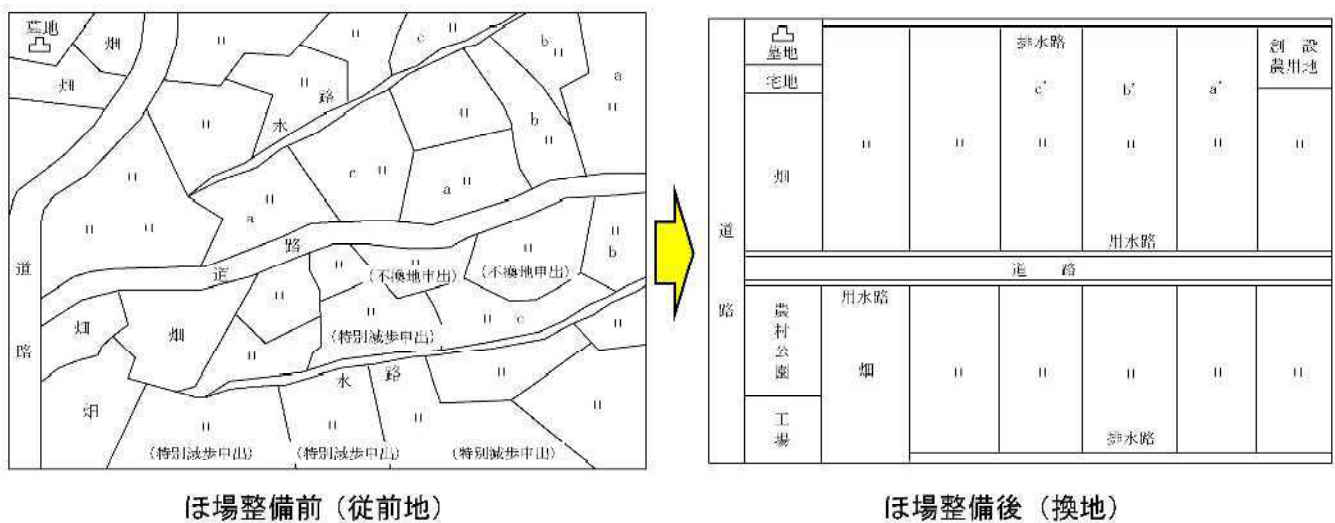 墓地
畑
畑
c
b
a
b
水
路
c
a
a
b
道
路
(不換地申出)
(不換地申出)
畑
畑
(特別減歩申出)
c
道
路
畑
水
路
(特別減歩申出)
(特別減歩申出)
(特別減歩申出)
ほ場整備前(従前地)
墓地
宅地
畑
排水路
c'
b'
a'
創設
農用地
用水路
道
路
道路
農村公園
工場
用水路
畑
排水路
ほ場整備後(換地)